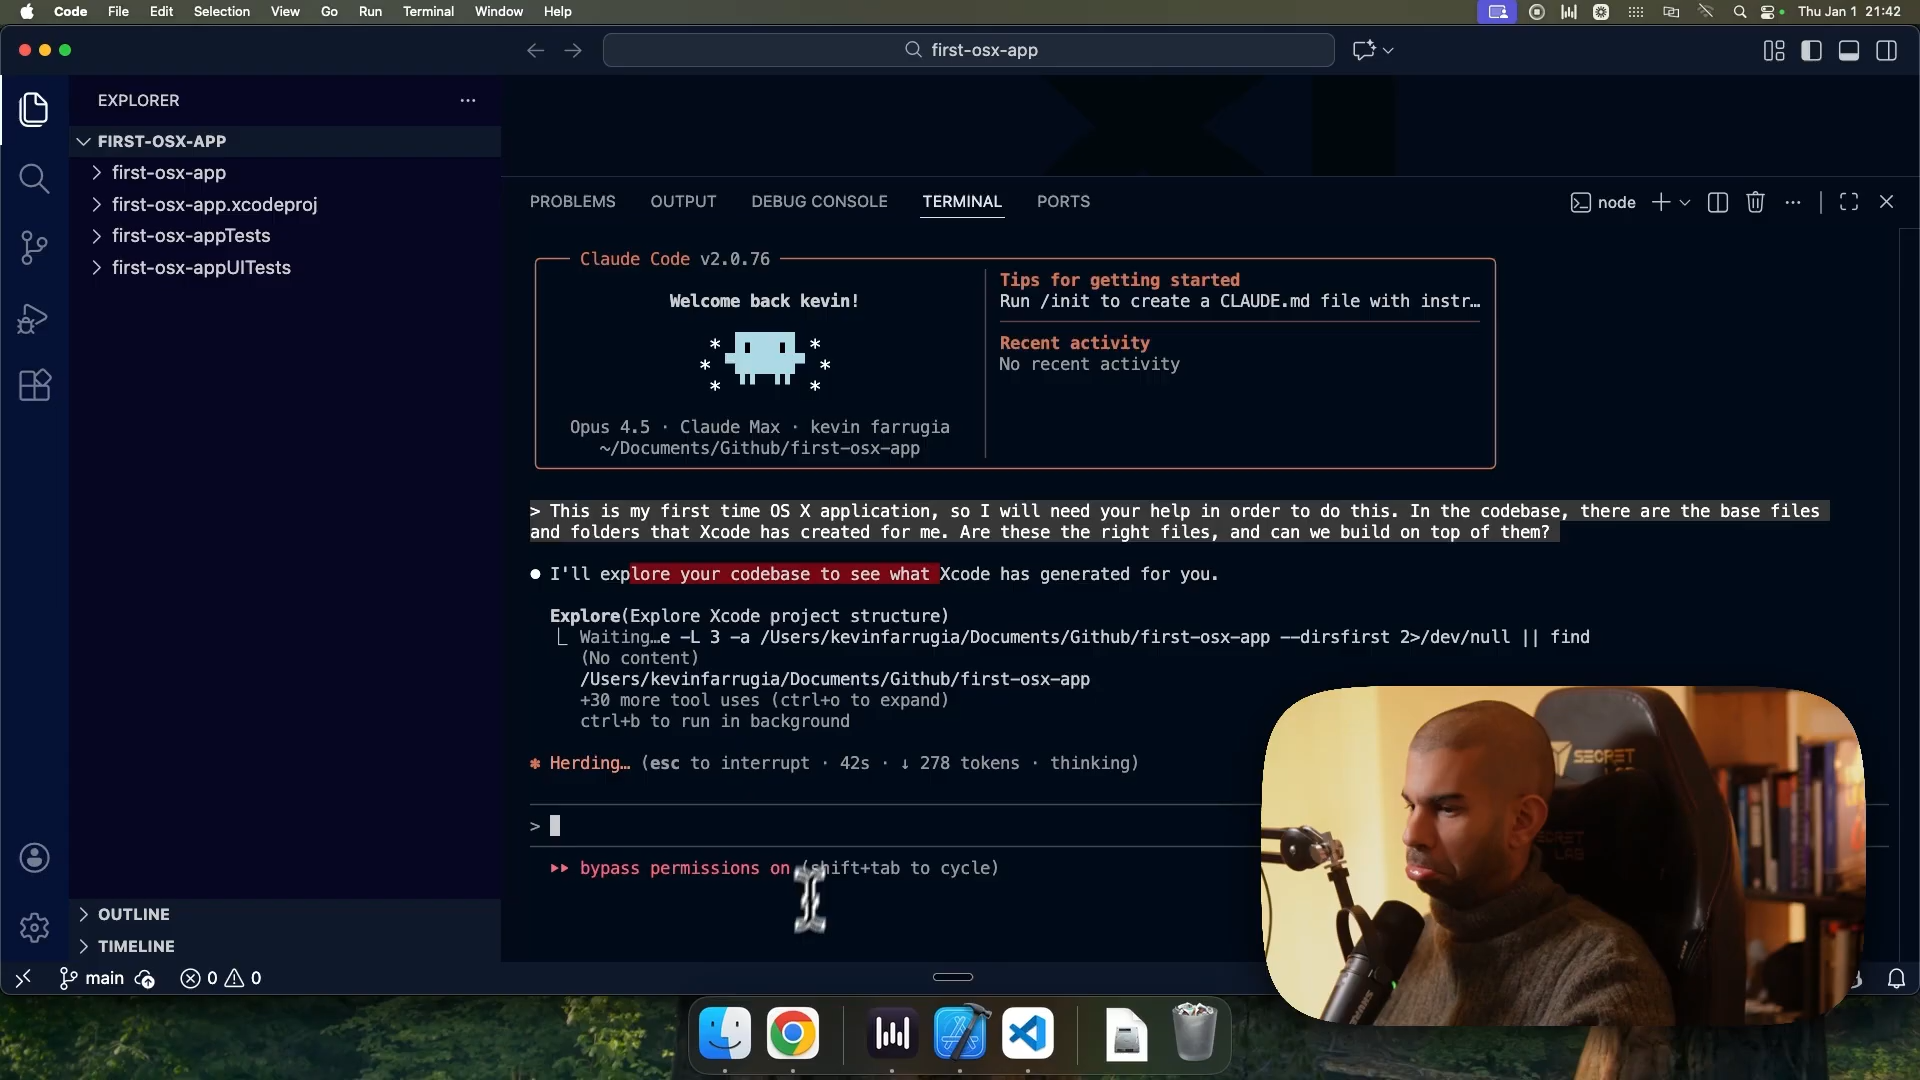 Code File Edit Selection View Go Run Terminal Window Help Thu Jan 1 21:42
first-osx-app
EXPLORER
FIRST-OSX-APP
first-osx-app
first-osx-app.xcodeproj
first-osx-appTests
first-osx-appUITests
OUTLINE
TIMELINE
PROBLEMS OUTPUT DEBUG CONSOLE TERMINAL PORTS node
Claude Code v2.0.76
Welcome back kevin!
Opus 4.5 · Claude Max · kevin farrugia
~/Documents/Github/first-osx-app
Tips for getting started
Run /init to create a CLAUDE.md file with instr…
Recent activity
No recent activity
> This is my first time OS X application, so I will need your help in order to do this. In the codebase, there are the base files
and folders that Xcode has created for me. Are these the right files, and can we build on top of them?
● I'll explore your codebase to see what Xcode has generated for you.
Explore(Explore Xcode project structure)
⎿ Waiting…e -L 3 -a /Users/kevinfarrugia/Documents/Github/first-osx-app --dirsfirst 2>/dev/null || find
(No content)
/Users/kevinfarrugia/Documents/Github/first-osx-app
+30 more tool uses (ctrl+o to expand)
ctrl+b to run in background
✽ Herding… (esc to interrupt · 42s · ↓ 278 tokens · thinking)
>
bypass permissions on (shift+tab to cycle)
SECRET
main 0 0